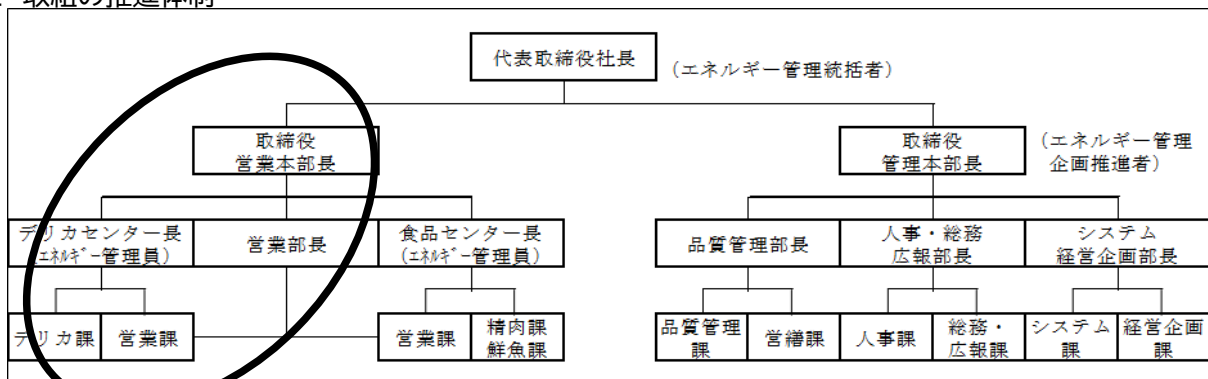 代表取締役社長
(エネルギー管理統括者)
取締役
営業本部長
取締役
管理本部長
(エネルギー管理
企画推進者)
デリカセンター長
(エネルギー管理員)
営業部長
食品センター長
(エネルギー管理員)
品質管理部長
人事・総務
広報部長
システム
経営企画部長
デリカ課
営業課
営業課
精肉課
鮮魚課
品質管理
課
営繕課
人事課
総務・
広報課
システム
課
経営企画
課